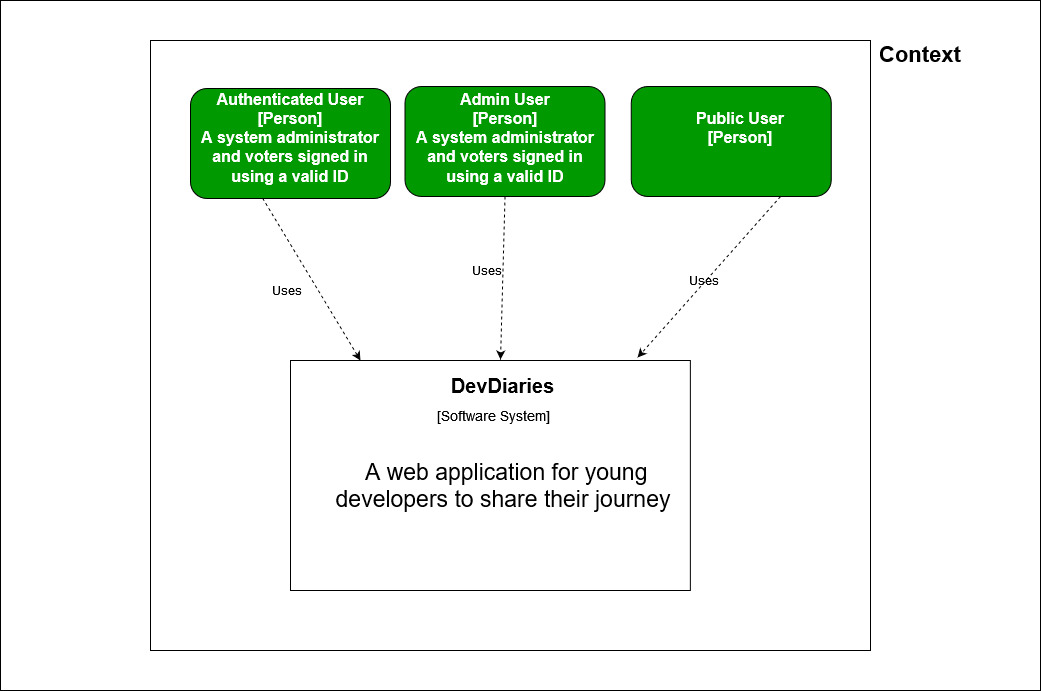 Context
Authenticated User
[Person]
A system administrator
and voters signed in
using a valid ID
Admin User
[Person]
A system administrator
and voters signed in
using a valid ID
Public User
[Person]
Uses
Uses
Uses
DevDiaries
[Software System]
A web application for young
developers to share their journey